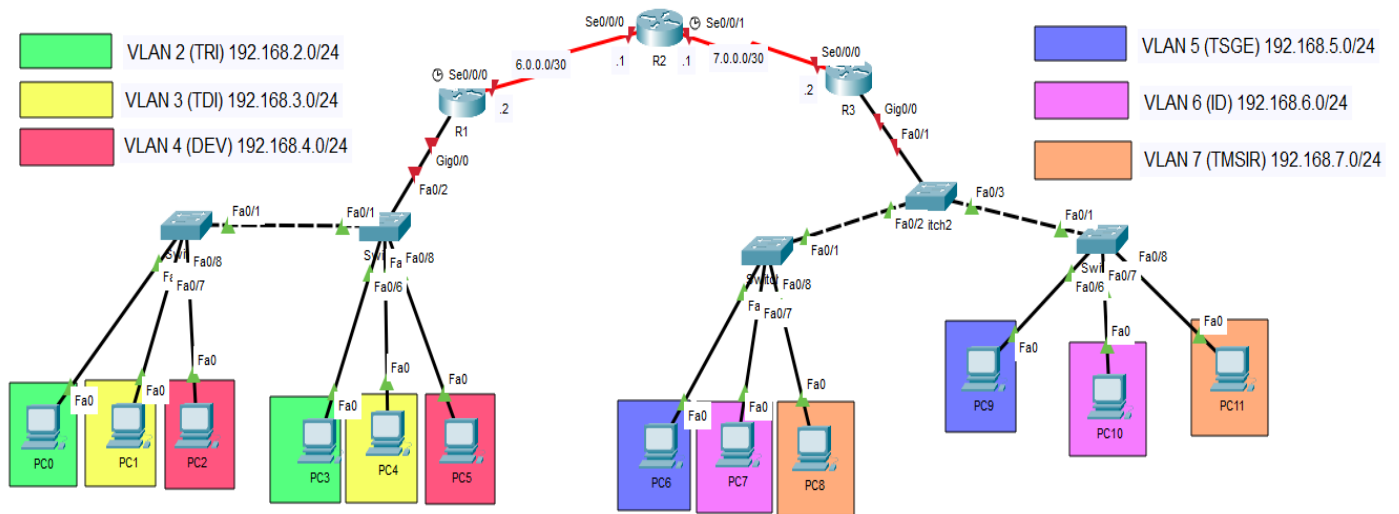 VLAN 2 (TRI) 192.168.2.0/24
VLAN 3 (TDI) 192.168.3.0/24
VLAN 4 (DEV) 192.168.4.0/24
Se0/0/0
Se0/0/1
.1
R2
.1
6.0.0.0/30
7.0.0.0/30
Se0/0/0
R1
.2
Se0/0/0
.2
R3
VLAN 5 (TSGE) 192.168.5.0/24
VLAN 6 (ID) 192.168.6.0/24
VLAN 7 (TMSIR) 192.168.7.0/24
Gig0/0
Fa0/2
Gig0/0
Fa0/1
Fa0/1
Fa0/1
Fa0/8
Fa0/7
Fa0/8
Fa0/6
Fa0/3
Fa0/2
itch2
Fa0/1
Fa0/1
Fa0/8
Fa0/7
Fa0/8
Fa0/7
Fa0/6
Fa0
Fa0
Fa0
PC0
PC1
PC2
Fa0
Fa0
Fa0
PC3
PC4
PC5
Fa0
Fa0
Fa0
PC6
PC7
PC8
Fa0
Fa0
Fa0
PC9
PC10
PC11